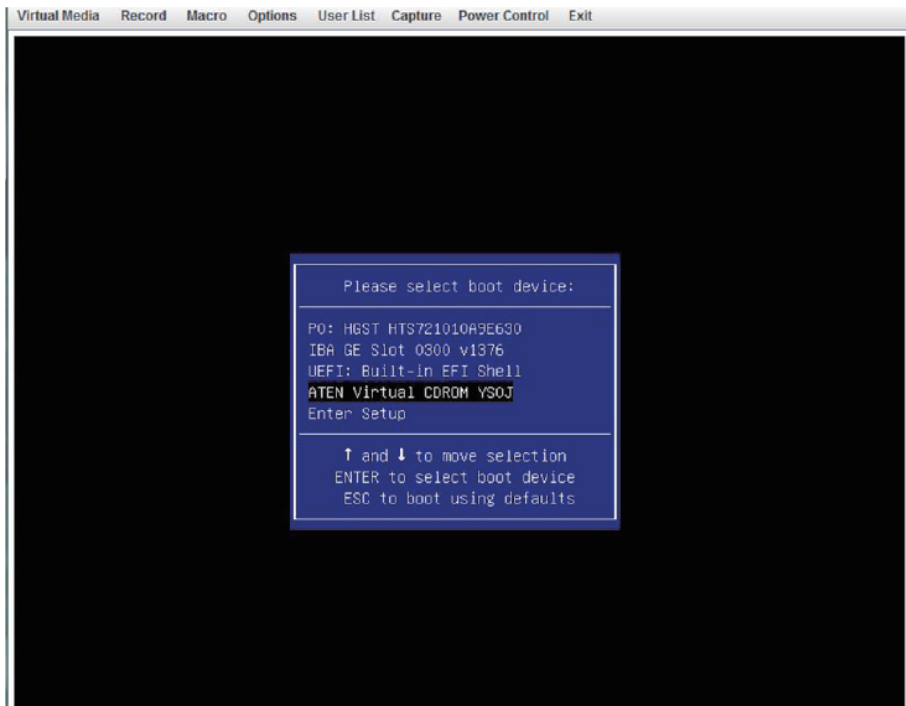 Virtual Media Record Macro Options User List Capture Power Control Exit
Please select boot device:
P0: HGST HTS721010A9E630
IBA GE Slot 0300 v1376
UEFI: Built-in EFI Shell
ATEN Virtual CDROM YSOJ
Enter Setup
↑ and ↓ to move selection
ENTER to select boot device
ESC to boot using defaults